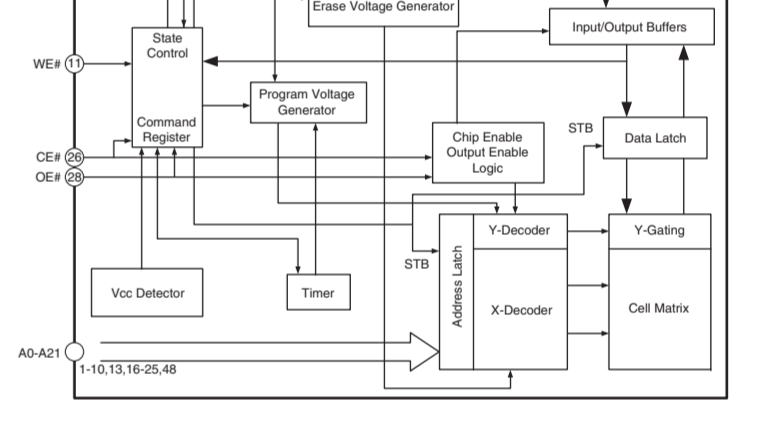 Erase Voltage Generator
Input/Output Buffers
State
Control
WE# 11
Program Voltage
Generator
Command
Register
Chip Enable
Output Enable
Logic
STB
Data Latch
CE# 26
OE# 28
Y-Decoder
Y-Gating
STB
Address Latch
Vcc Detector
Timer
X-Decoder
Cell Matrix
A0-A21
1-10,13,16-25,48